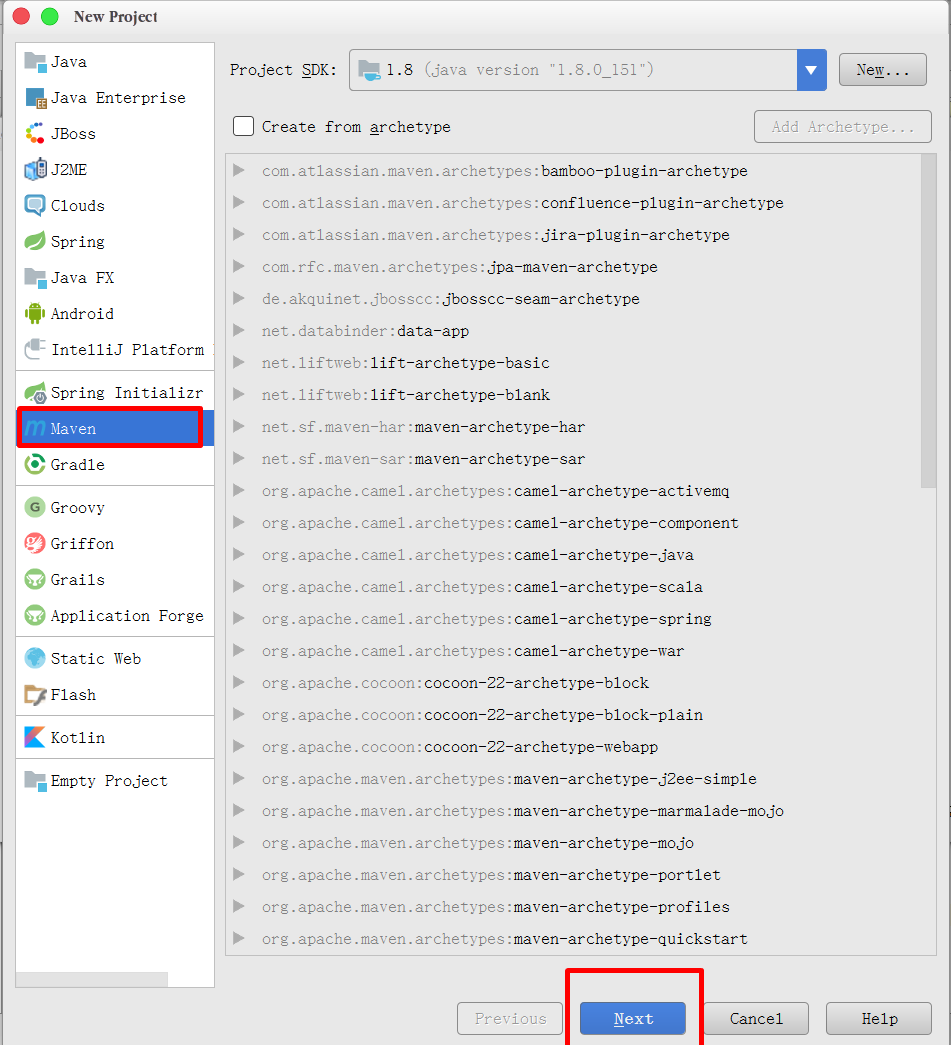 New Project
Java
Java Enterprise
JBoss
J2ME
Clouds
Spring
Java FX
Android
IntelliJ Platform
Spring Initializr
Maven
Gradle
Groovy
Griffon
Grails
Application Forge
Static Web
Flash
Kotlin
Empty Project
Project SDK: 1.8 (java version "1.8.0_151") New...
Create from archetype Add Archetype...
com.atlassian.maven.archetypes:bamboo-plugin-archetype
com.atlassian.maven.archetypes:confluence-plugin-archetype
com.atlassian.maven.archetypes:jira-plugin-archetype
com.rfc.maven.archetypes:jpa-maven-archetype
de.akquinet.jbosscc:jbosscc-seam-archetype
net.databinder:data-app
net.liftweb:lift-archetype-basic
net.liftweb:lift-archetype-blank
net.sf.maven-har:maven-archetype-har
net.sf.maven-sar:maven-archetype-sar
org.apache.camel.archetypes:camel-archetype-activemq
org.apache.camel.archetypes:camel-archetype-component
org.apache.camel.archetypes:camel-archetype-java
org.apache.camel.archetypes:camel-archetype-scala
org.apache.camel.archetypes:camel-archetype-spring
org.apache.camel.archetypes:camel-archetype-war
org.apache.cocoon:cocoon-22-archetype-block
org.apache.cocoon:cocoon-22-archetype-block-plain
org.apache.cocoon:cocoon-22-archetype-webapp
org.apache.maven.archetypes:maven-archetype-j2ee-simple
org.apache.maven.archetypes:maven-archetype-marmalade-mojo
org.apache.maven.archetypes:maven-archetype-mojo
org.apache.maven.archetypes:maven-archetype-portlet
org.apache.maven.archetypes:maven-archetype-profiles
org.apache.maven.archetypes:maven-archetype-quickstart
Previous Next Cancel Help